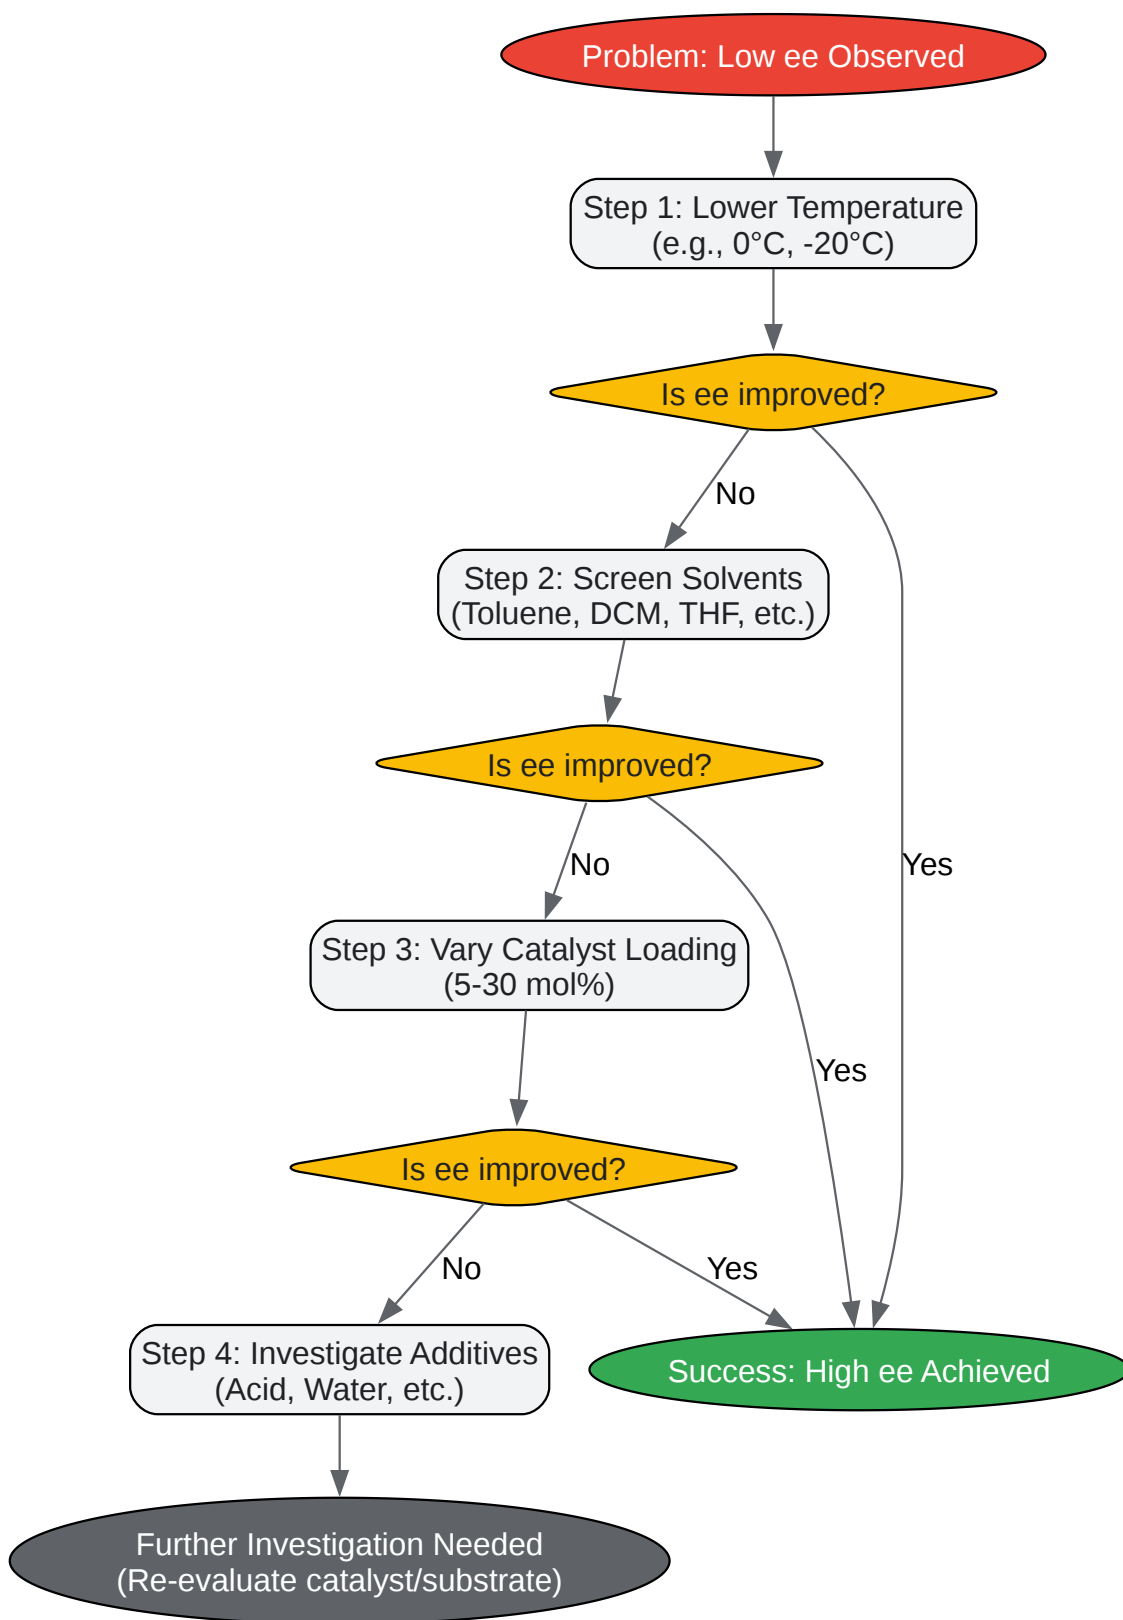 Problem: Low ee Observed
Step 1: Lower Temperature
(e.g., 0°C, -20°C)
Is ee improved?
No
Step 2: Screen Solvents
(Toluene, DCM, THF, etc.)
Is ee improved?
No
Yes
Step 3: Vary Catalyst Loading
(5-30 mol%)
Yes
Is ee improved?
No
Yes
Step 4: Investigate Additives
(Acid, Water, etc.)
Success: High ee Achieved
Further Investigation Needed
(Re-evaluate catalyst/substrate)